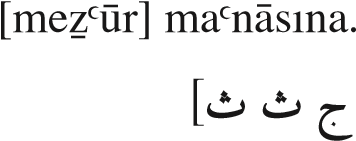 [meẕʿūr] maʿnāsına.
ج ث ث]